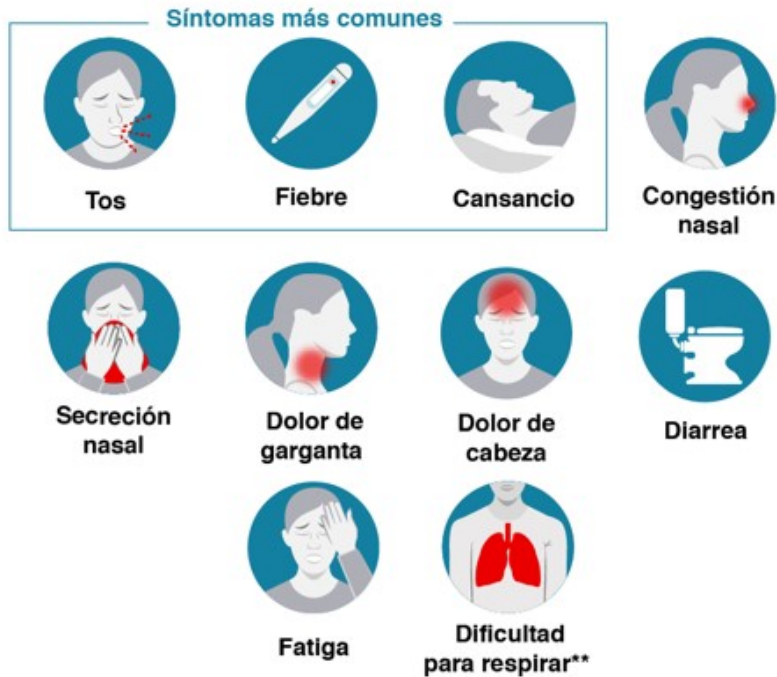 Síntomas más comunes
Tos
Fiebre
Cansancio
Congestión
nasal
Secreción
nasal
Dolor de
garganta
Dolor de
cabeza
Diarrea
Fatiga
Dificultad
para respirar**